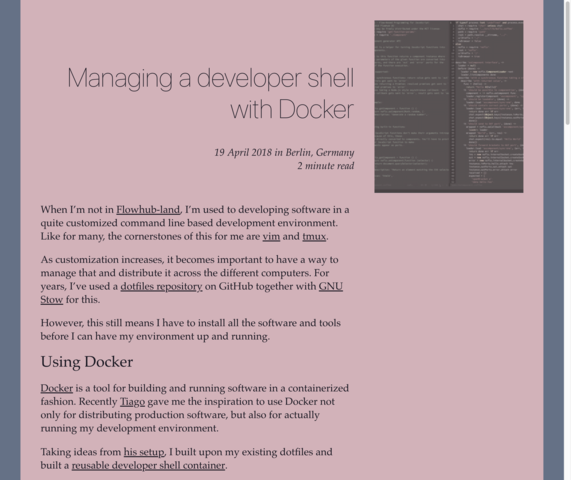 Managing a developer shell
with Docker
19 April 2018 in Berlin, Germany
2 minute read
When I'm not in Flowhub-land, I'm used to developing software in a
quite customized command line based development environment.
Like for many, the cornerstones of this for me are vim and tmux.
As customization increases, it becomes important to have a way to
manage that and distribute it across the different computers. For
years, I've used a dotfiles repository on GitHub together with GNU
Stow for this.
However, this still means I have to install all the software and tools
before I can have my environment up and running.
Using Docker
Docker is a tool for building and running software in a containerized
fashion. Recently Tiago gave me the inspiration to use Docker not
only for distributing production software, but also for actually
running my development environment.
Taking ideas from his setup, I built upon my existing dotfiles and
built a reusable developer shell container.